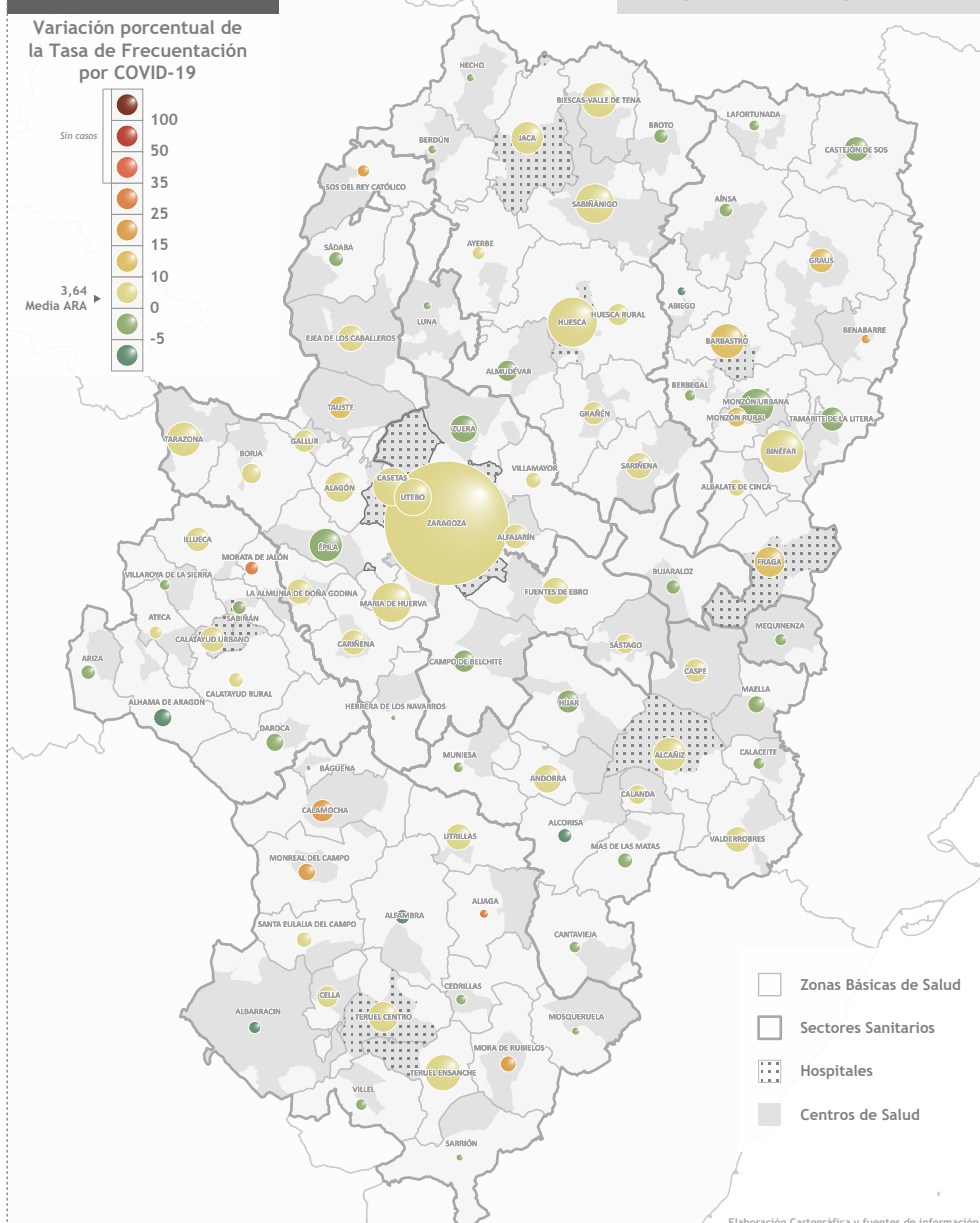 Variación porcentual de
la Tasa de Frecuentación
por COVID-19
Sin casos
100
50
35
25
15
10
0
-5
3,64
Media ARA
HECHO
BIESCAS-VALLE DE TENA
LAFORTUNADA
BROTO
JACA
BERDÚN
CASTEJÓN DE SOS
SOS DEL REY CATÓLICO
AÍNSA
SABIÑÁNIGO
AYERBE
SÁDABA
GRAUS
ABIEGO
HUESCA RURAL
HUESCA
LUNA
BENABARRE
EJEA DE LOS CABALLEROS
BARBASTRO
ALMUDÉVAR
BERBEGAL
MONZÓN URBANA
TAUSTE
GRAÑÉN
MONZÓN RURAL
TAMARITE DE LA LITERA
ZUERA
TARAZONA
GALLUR
BORJA
BINÉFAR
VILLAMAYOR
SARIÑENA
CASETAS
ALAGÓN
ALBALATE DE CINCA
UTEBO
ZARAGOZA
ALFAJARÍN
ILLUECA
ÉPILA
MORATA DE JALÓN
FRAGA
BUJARALOZ
VILLAROYA DE LA SIERRA
LA ALMUNIA DE DOÑA GODINA
FUENTES DE EBRO
MARIA DE HUERVA
ATECA
SABIÑÁN
MEQUINENZA
CALATAYUD URBANO
CARIÑENA
SÁSTAGO
ARIZA
CAMPO DE BELCHITE
CASPE
CALATAYUD RURAL
MAELLA
ALHAMA DE ARAGON
HERRERA DE LOS NAVARROS
HÍJAR
DAROCA
MUNIESA
ALCAÑIZ
CALACEITE
BÁGUENA
ANDORRA
CALANDA
CALAMOCHA
ALCORISA
UTRILLAS
VALDERROBRES
MAS DE LAS MATAS
MONREAL DEL CAMPO
ALIAGA
ALFAMBRA
SANTA EULALIA DEL CAMPO
CANTAVIEJA
CEDRILLAS
CELLA
ALBARRACIN
TERUEL CENTRO
MOSQUERUELA
MORA DE RUBIELOS
TERUEL ENSANCHE
VILLEL
SARRIÓN
Zonas Básicas de Salud
Sectores Sanitarios
Hospitales
Centros de Salud
Elaboración Cartográfica y fuentes de información